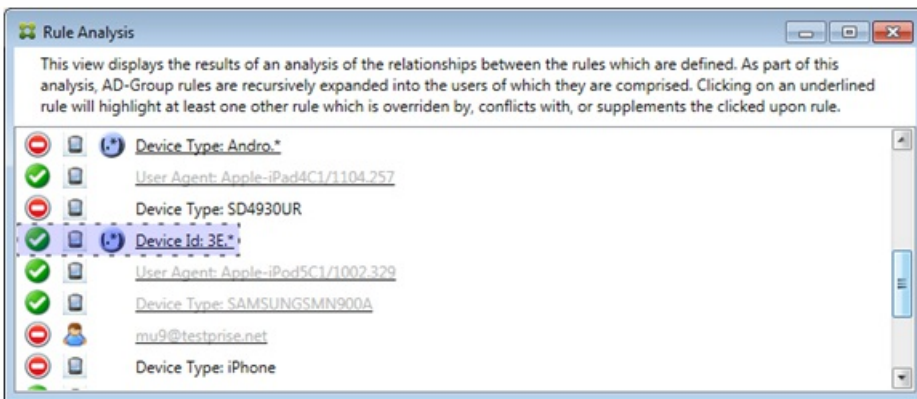 Rule Analysis
This view displays the results of an analysis of the relationships between the rules which are defined. As part of this
analysis, AD-Group rules are recursively expanded into the users of which they are comprised. Clicking on an underlined
rule will highlight at least one other rule which is overriden by, conflicts with, or supplements the clicked upon rule.
(.*) Device Type: Andro.*
User Agent: Apple-iPad4C1/1104.257
Device Type: SD4930UR
(.*) Device Id: 3E.*
User Agent: Apple-iPod5C1/1002.329
Device Type: SAMSUNGSMN900A
mu9@testprise.net
Device Type: iPhone